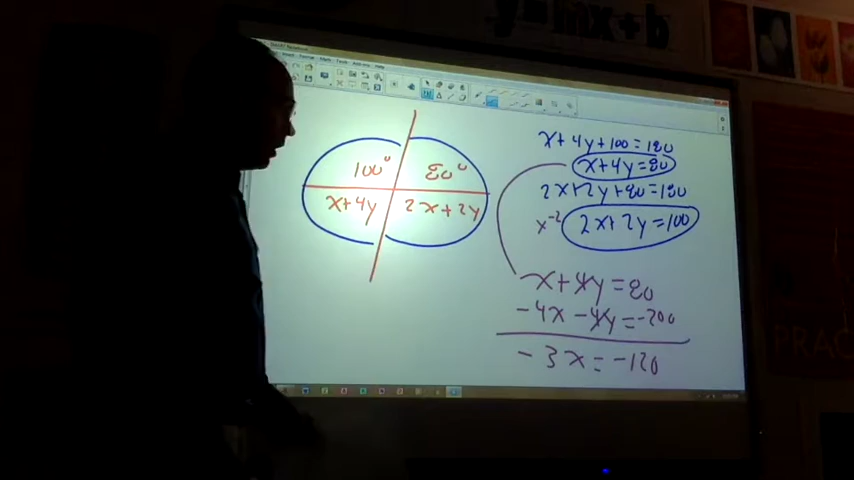 y=mx+b
100° 80°
x+4y 2x+2y
x+4y+100=180
x+4y=80
2x+2y+80=180
x-2 2x+2y=100
x+4y=80
-4x-4y=-200
-3x=-120
PRAC